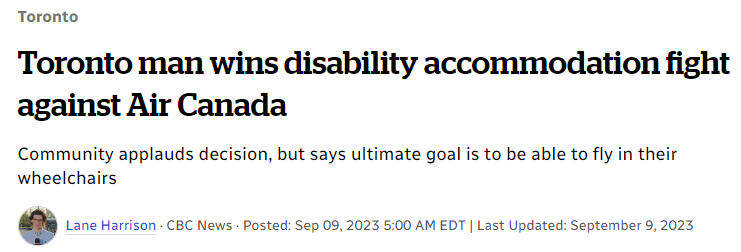 Toronto
Toronto man wins disability accommodation fight
against Air Canada
Community applauds decision, but says ultimate goal is to be able to fly in their
wheelchairs
Lane Harrison · CBC News · Posted: Sep 09, 2023 5:00 AM EDT | Last Updated: September 9, 2023